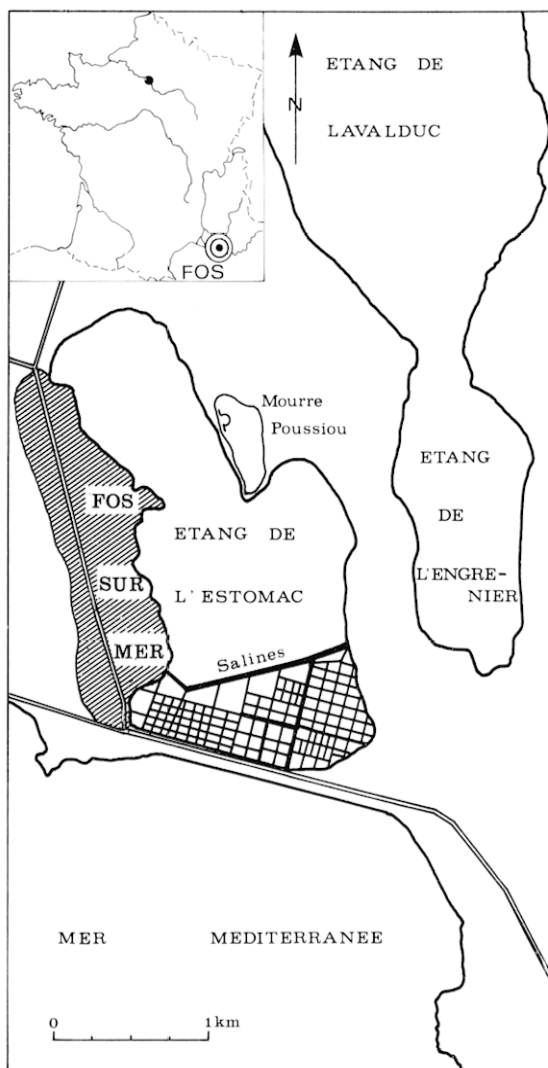 FOS
N
ETANG DE
LAVALDUC
Mourre
Poussiou
ETANG
DE
L'ENGRE-
NIER
FOS
SUR
MER
ETANG DE
L'ESTOMAC
Salines
MER MEDITERRANEE
0 1km